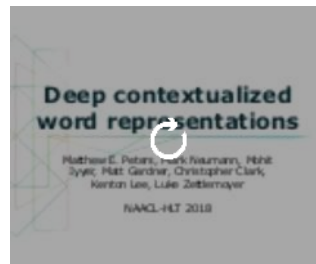 Deep contextualized
word representations
Matthew E. Peters, Mark Neumann, Mohit
Iyyer, Matt Gardner, Christopher Clark,
Kenton Lee, Luke Zettlemoyer
NAACL-HLT 2018